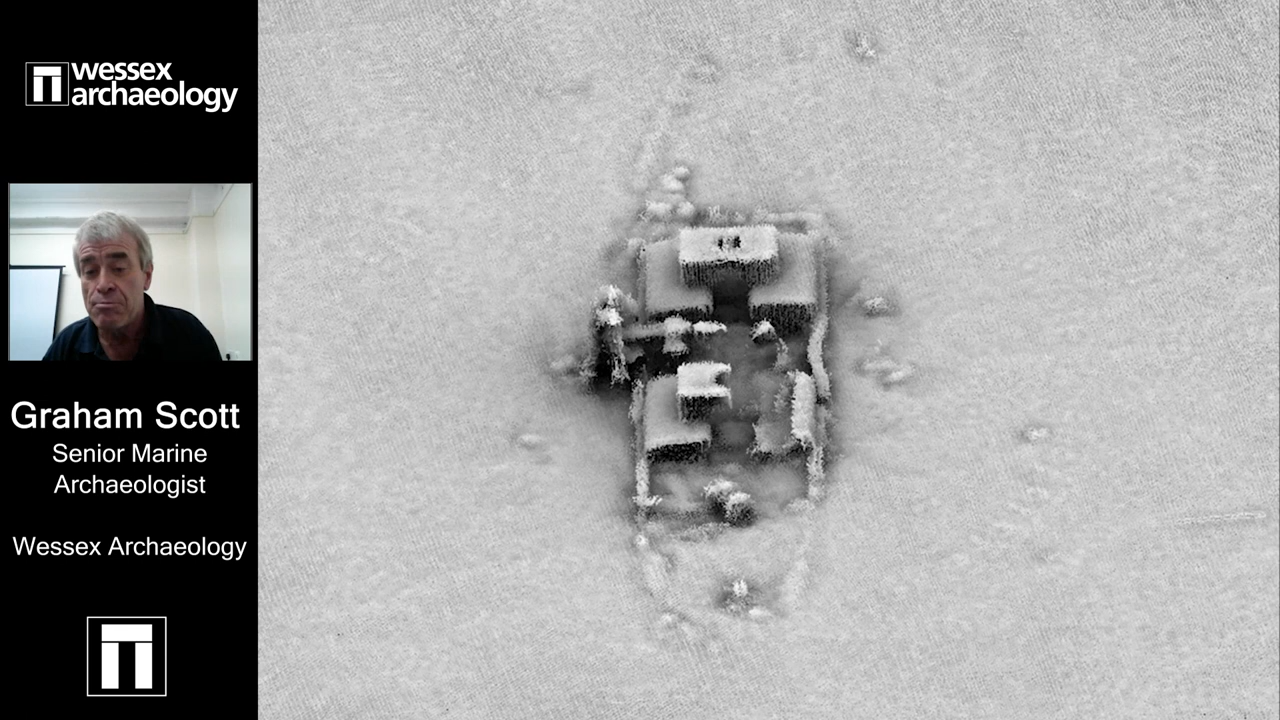 wessex
archaeology
Graham Scott
Senior Marine
Archaeologist
Wessex Archaeology